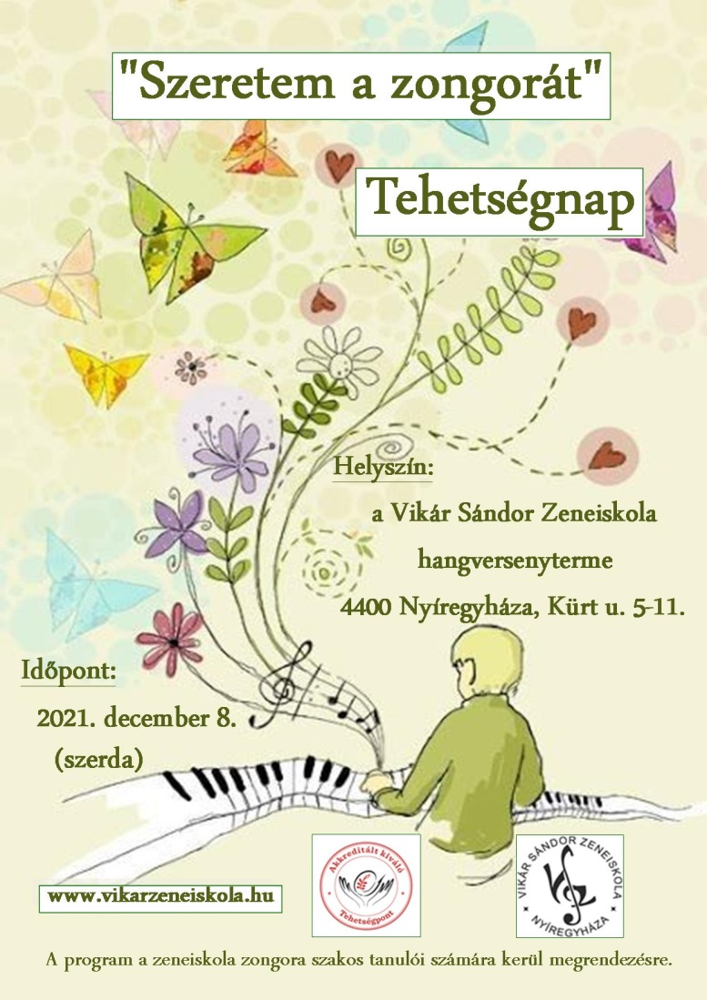 "Szeretem a zongorát"
Tehetségnap
Helyszín:
a Vikár Sándor Zeneiskola
hangversenyterme
4400 Nyíregyháza, Kürt u. 5-11.
Időpont:
2021. december 8.
(szerda)
www.vikarzeneiskola.hu
Akkreditált kiváló
Tehetségpont
VIKÁR SÁNDOR ZENEISKOLA
NYÍREGYHÁZA
A program a zeneiskola zongora szakos tanulói számára kerül megrendezésre.